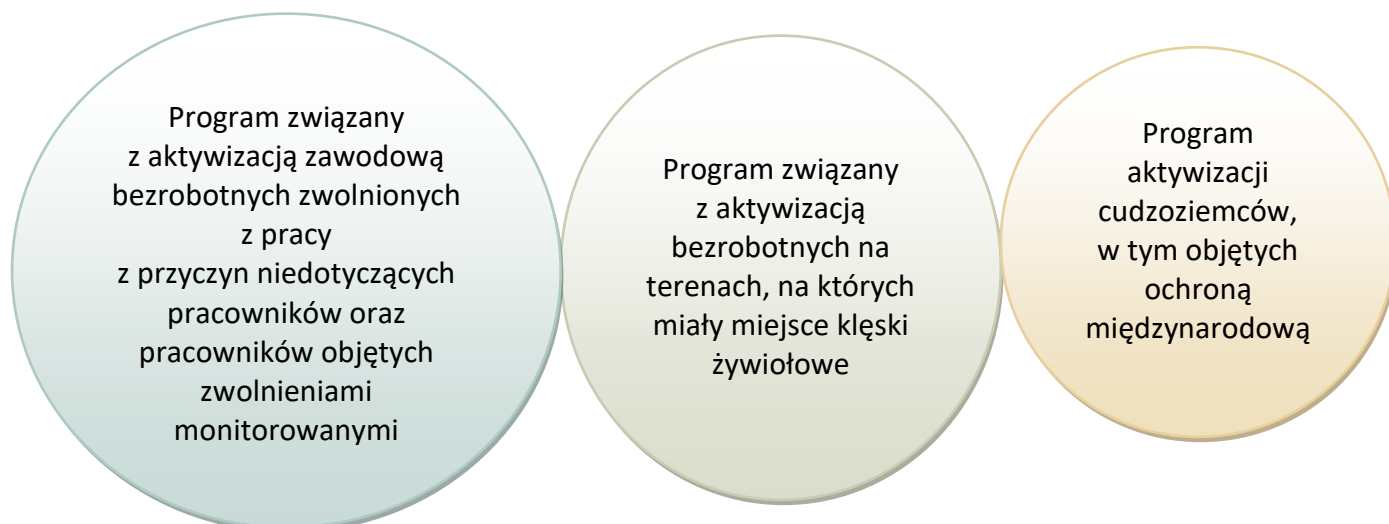 Program związany
z aktywizacją zawodową
bezrobotnych zwolnionych
z pracy
z przyczyn niedotyczących
pracowników oraz
pracowników objętych
zwolnieniami
monitorowanymi
Program związany
z aktywizacją
bezrobotnych na
terenach, na których
miały miejsce klęski
żywiołowe
Program
aktywizacji
cudzoziemców,
w tym objętych
ochroną
międzynarodową